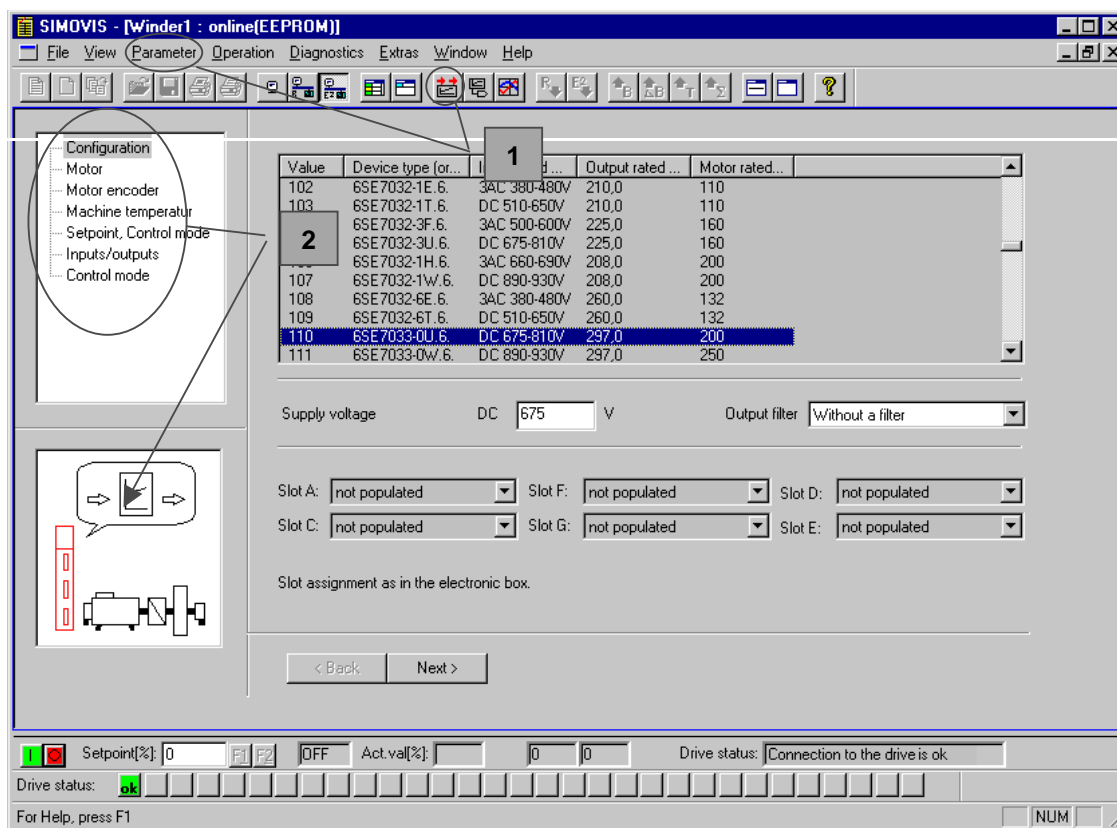 SIMOVIS - [Winder1 : online(EEPROM)]
File View Parameter Operation Diagnostics Extras Window Help
Configuration
Motor
Motor encoder
Machine temperatur
Setpoint, Control mode
Inputs/outputs
Control mode
1
2
Value Device type (or... Output rated ... Motor rated...
102 6SE7032-1E.6. 3AC 380-480V 210,0 110
103 6SE7032-1T.6. DC 510-650V 210,0 110
6SE7032-3F.6. 3AC 500-600V 225,0 160
6SE7032-3U.6. DC 675-810V 225,0 160
6SE7032-1H.6. 3AC 660-690V 208,0 200
107 6SE7032-1W.6. DC 890-930V 208,0 200
108 6SE7032-6E.6. 3AC 380-480V 260,0 132
109 6SE7032-6T.6. DC 510-650V 260,0 132
110 6SE7033-0U.6. DC 675-810V 297,0 200
111 6SE7033-0W.6. DC 890-930V 297,0 250
Supply voltage DC 675 V Output filter Without a filter
Slot A: not populated Slot F: not populated Slot D: not populated
Slot C: not populated Slot G: not populated Slot E: not populated
Slot assignment as in the electronic box.
< Back Next >
Setpoint[%]: 0 F1 F2 OFF Act.val[%]: 0 0 Drive status: Connection to the drive is ok
Drive status: ok
For Help, press F1 NUM